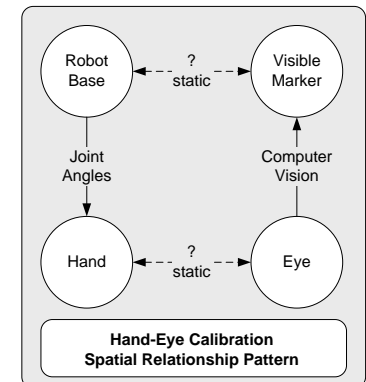 Robot
Base
?
static
Visible
Marker
Joint
Angles
Computer
Vision
Hand
?
static
Eye
Hand-Eye Calibration
Spatial Relationship Pattern